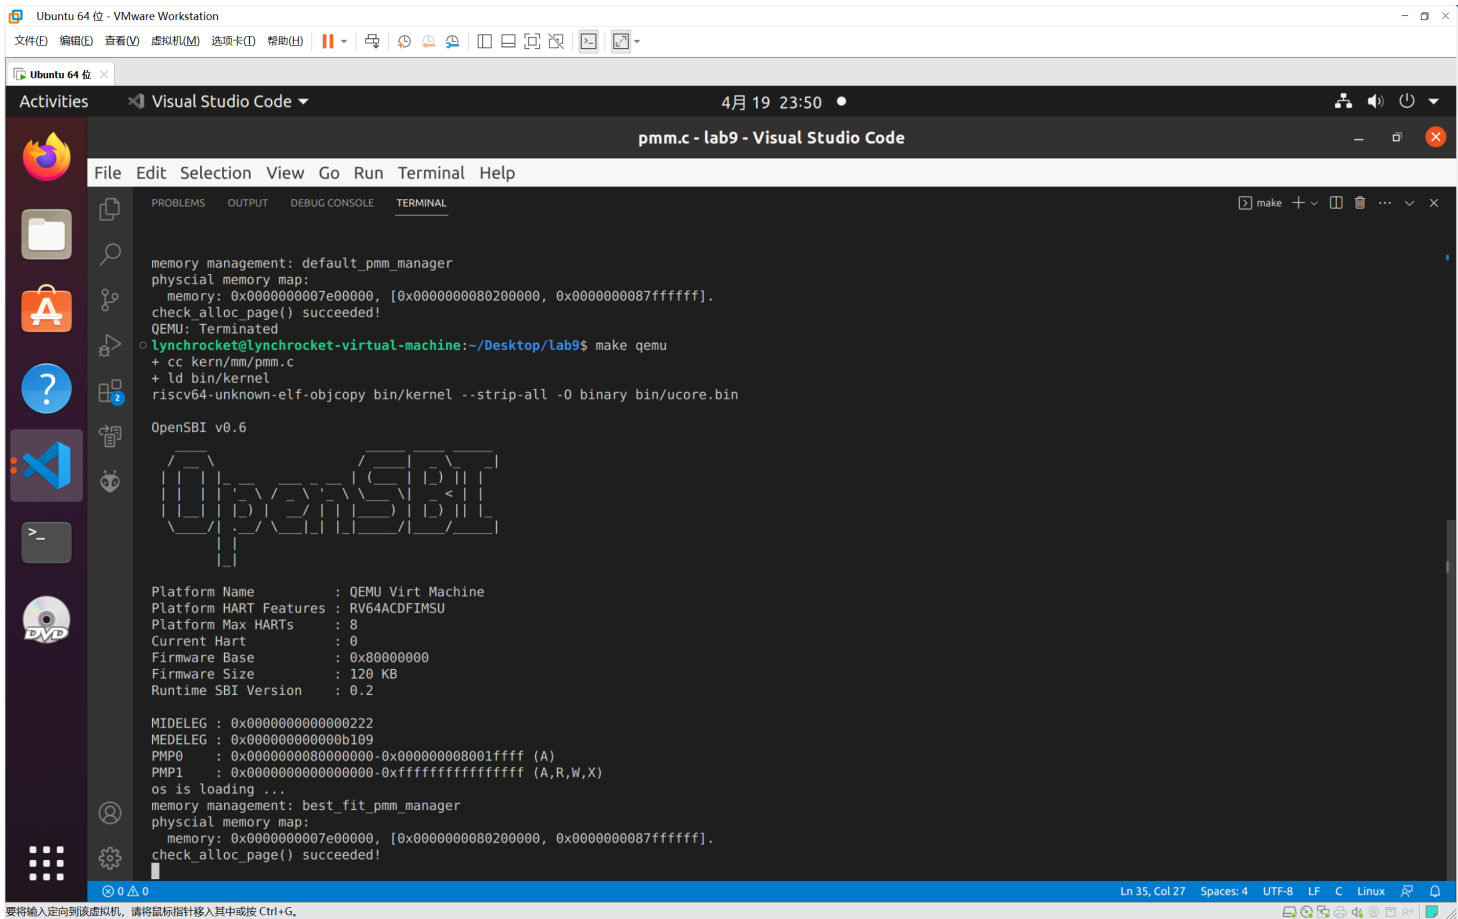 Ubuntu 64 位 - VMware Workstation
文件(F) 编辑(E) 查看(V) 虚拟机(M) 选项卡(T) 帮助(H)
Ubuntu 64 位
Activities Visual Studio Code 4月 19 23:50
pmm.c - lab9 - Visual Studio Code
File Edit Selection View Go Run Terminal Help
PROBLEMS OUTPUT DEBUG CONSOLE TERMINAL make
memory management: default_pmm_manager
physcial memory map:
memory: 0x0000000007e00000, [0x0000000080200000, 0x0000000087ffffff].
check_alloc_page() succeeded!
QEMU: Terminated
lynchrocket@lynchrocket-virtual-machine:~/Desktop/lab9$ make qemu
+ cc kern/mm/pmm.c
+ ld bin/kernel
riscv64-unknown-elf-objcopy bin/kernel --strip-all -O binary bin/ucore.bin
OpenSBI v0.6
OpenSBI
Platform Name : QEMU Virt Machine
Platform HART Features : RV64ACDFIMSU
Platform Max HARTs : 8
Current Hart : 0
Firmware Base : 0x80000000
Firmware Size : 120 KB
Runtime SBI Version : 0.2
MIDELEG : 0x0000000000000222
MEDELEG : 0x000000000000b109
PMP0 : 0x0000000080000000-0x000000008001ffff (A)
PMP1 : 0x0000000000000000-0xffffffffffffffff (A,R,W,X)
os is loading ...
memory management: best_fit_pmm_manager
physcial memory map:
memory: 0x0000000007e00000, [0x0000000080200000, 0x0000000087ffffff].
check_alloc_page() succeeded!
2
DVD
0 0 Ln 35, Col 27 Spaces: 4 UTF-8 LF C Linux
要将输入定向到该虚拟机，请将鼠标指针移入其中或按 Ctrl+G。